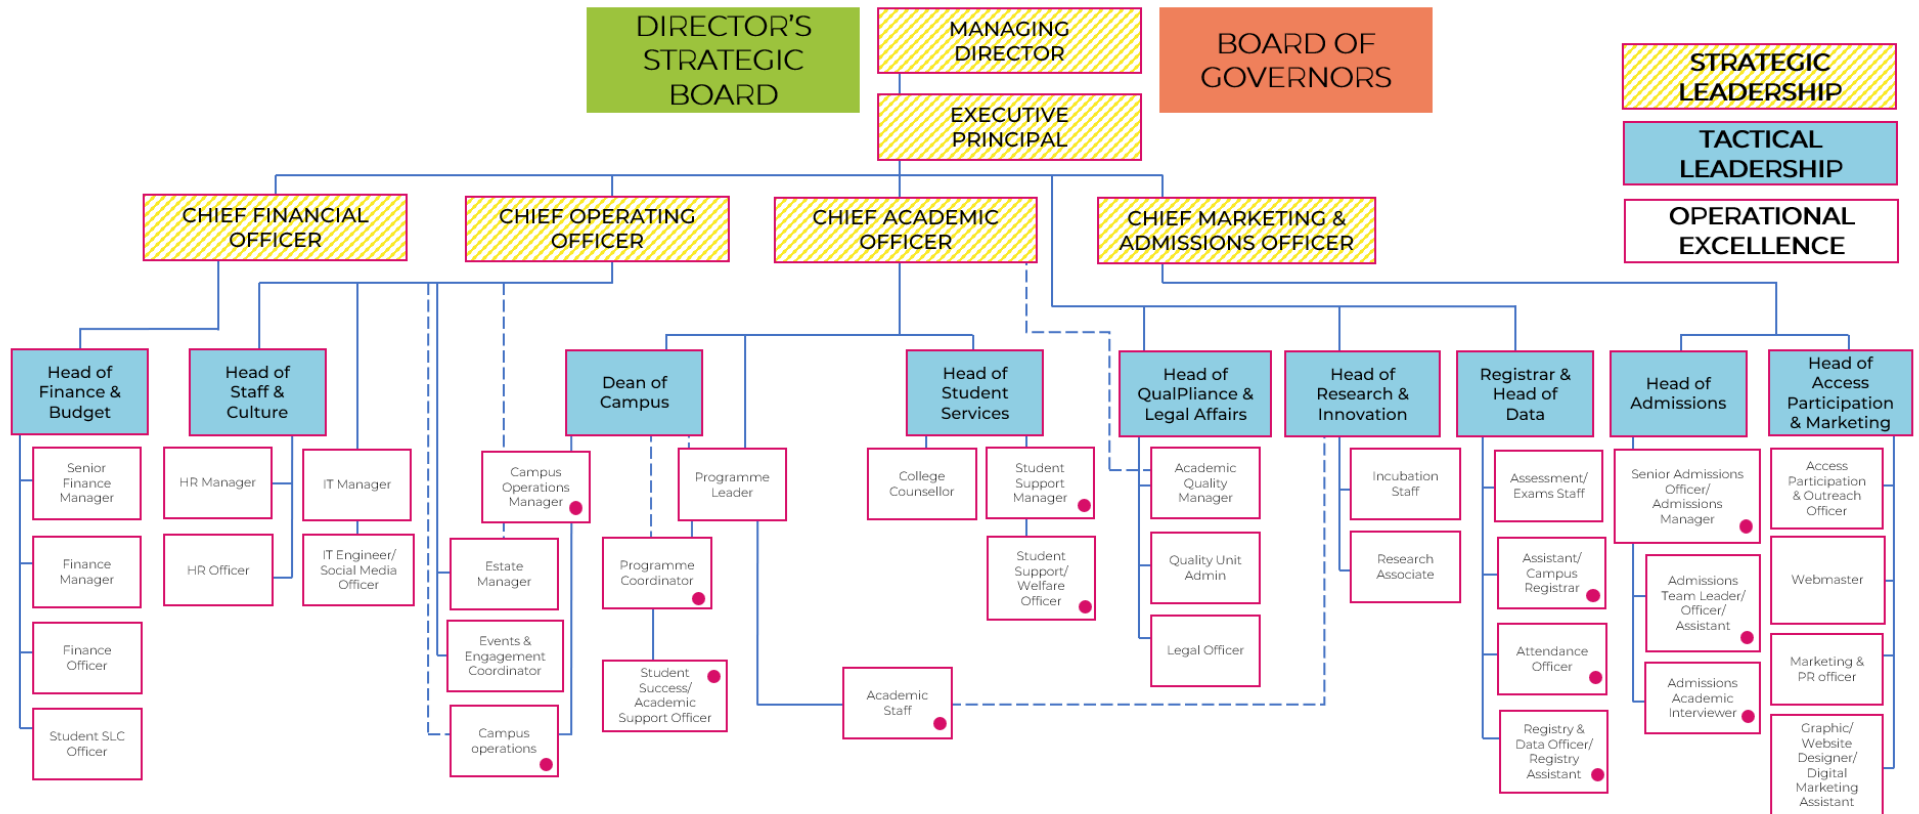 DIRECTOR'S
STRATEGIC
BOARD
MANAGING
DIRECTOR
BOARD OF
GOVERNORS
EXECUTIVE
PRINCIPAL
STRATEGIC
LEADERSHIP
TACTICAL
LEADERSHIP
OPERATIONAL
EXCELLENCE
CHIEF FINANCIAL
OFFICER
CHIEF OPERATING
OFFICER
CHIEF ACADEMIC
OFFICER
CHIEF MARKETING &
ADMISSIONS OFFICER
Head of
Finance &
Budget
Head of
Staff &
Culture
Dean of
Campus
Head of
Student
Services
Head of
QualPliance &
Legal Affairs
Head of
Research &
Innovation
Registrar &
Head of
Data
Head of
Admissions
Head of
Access
Participation
& Marketing
Senior
Finance
Manager
Finance
Manager
Finance
Officer
Student SLC
Officer
HR Manager
HR Officer
IT Manager
IT Engineer/
Social Media
Officer
Campus
Operations
Manager
Estate
Manager
Events &
Engagement
Coordinator
Campus
operations
Programme
Leader
Programme
Coordinator
Student
Success/
Academic
Support Officer
College
Counsellor
Student
Support
Manager
Student
Support/
Welfare
Officer
Academic
Staff
Academic
Quality
Manager
Quality Unit
Admin
Legal Officer
Incubation
Staff
Research
Associate
Assessment/
Exams Staff
Assistant/
Campus
Registrar
Attendance
Officer
Registry &
Data Officer/
Registry
Assistant
Senior Admissions
Officer/
Admissions
Manager
Admissions
Team Leader/
Officer/
Assistant
Admissions
Academic
Interviewer
Access
Participation
& Outreach
Officer
Webmaster
Marketing &
PR officer
Graphic/
Website
Designer/
Digital
Marketing
Assistant